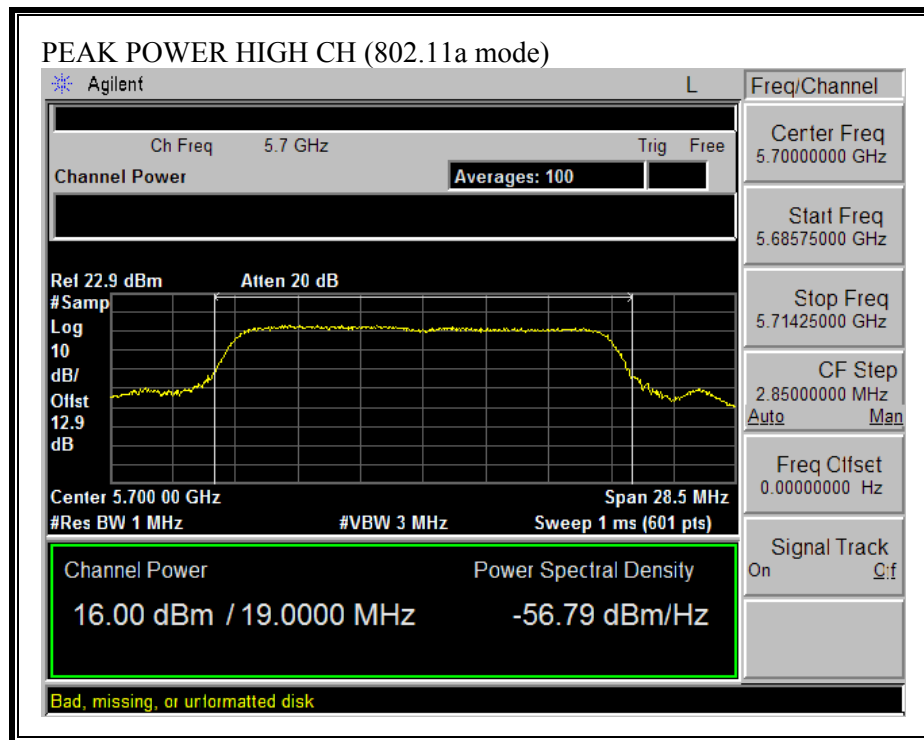 PEAK POWER HIGH CH (802.11a mode)
Agilent L Freq/Channel
Ch Freq 5.7 GHz Trig Free
Channel Power Averages: 100
Center Freq
5.70000000 GHz
Start Freq
5.68575000 GHz
Stop Freq
5.71425000 GHz
CF Step
2.85000000 MHz
Auto Man
Freq Offset
0.00000000 Hz
Signal Track
On Off
Ref 22.9 dBm Atten 20 dB
#Samp
Log
10
dB/
Offst
12.9
dB
Center 5.700 00 GHz Span 28.5 MHz
#Res BW 1 MHz #VBW 3 MHz Sweep 1 ms (601 pts)
Channel Power Power Spectral Density
16.00 dBm / 19.0000 MHz -56.79 dBm/Hz
Bad, missing, or unformatted disk